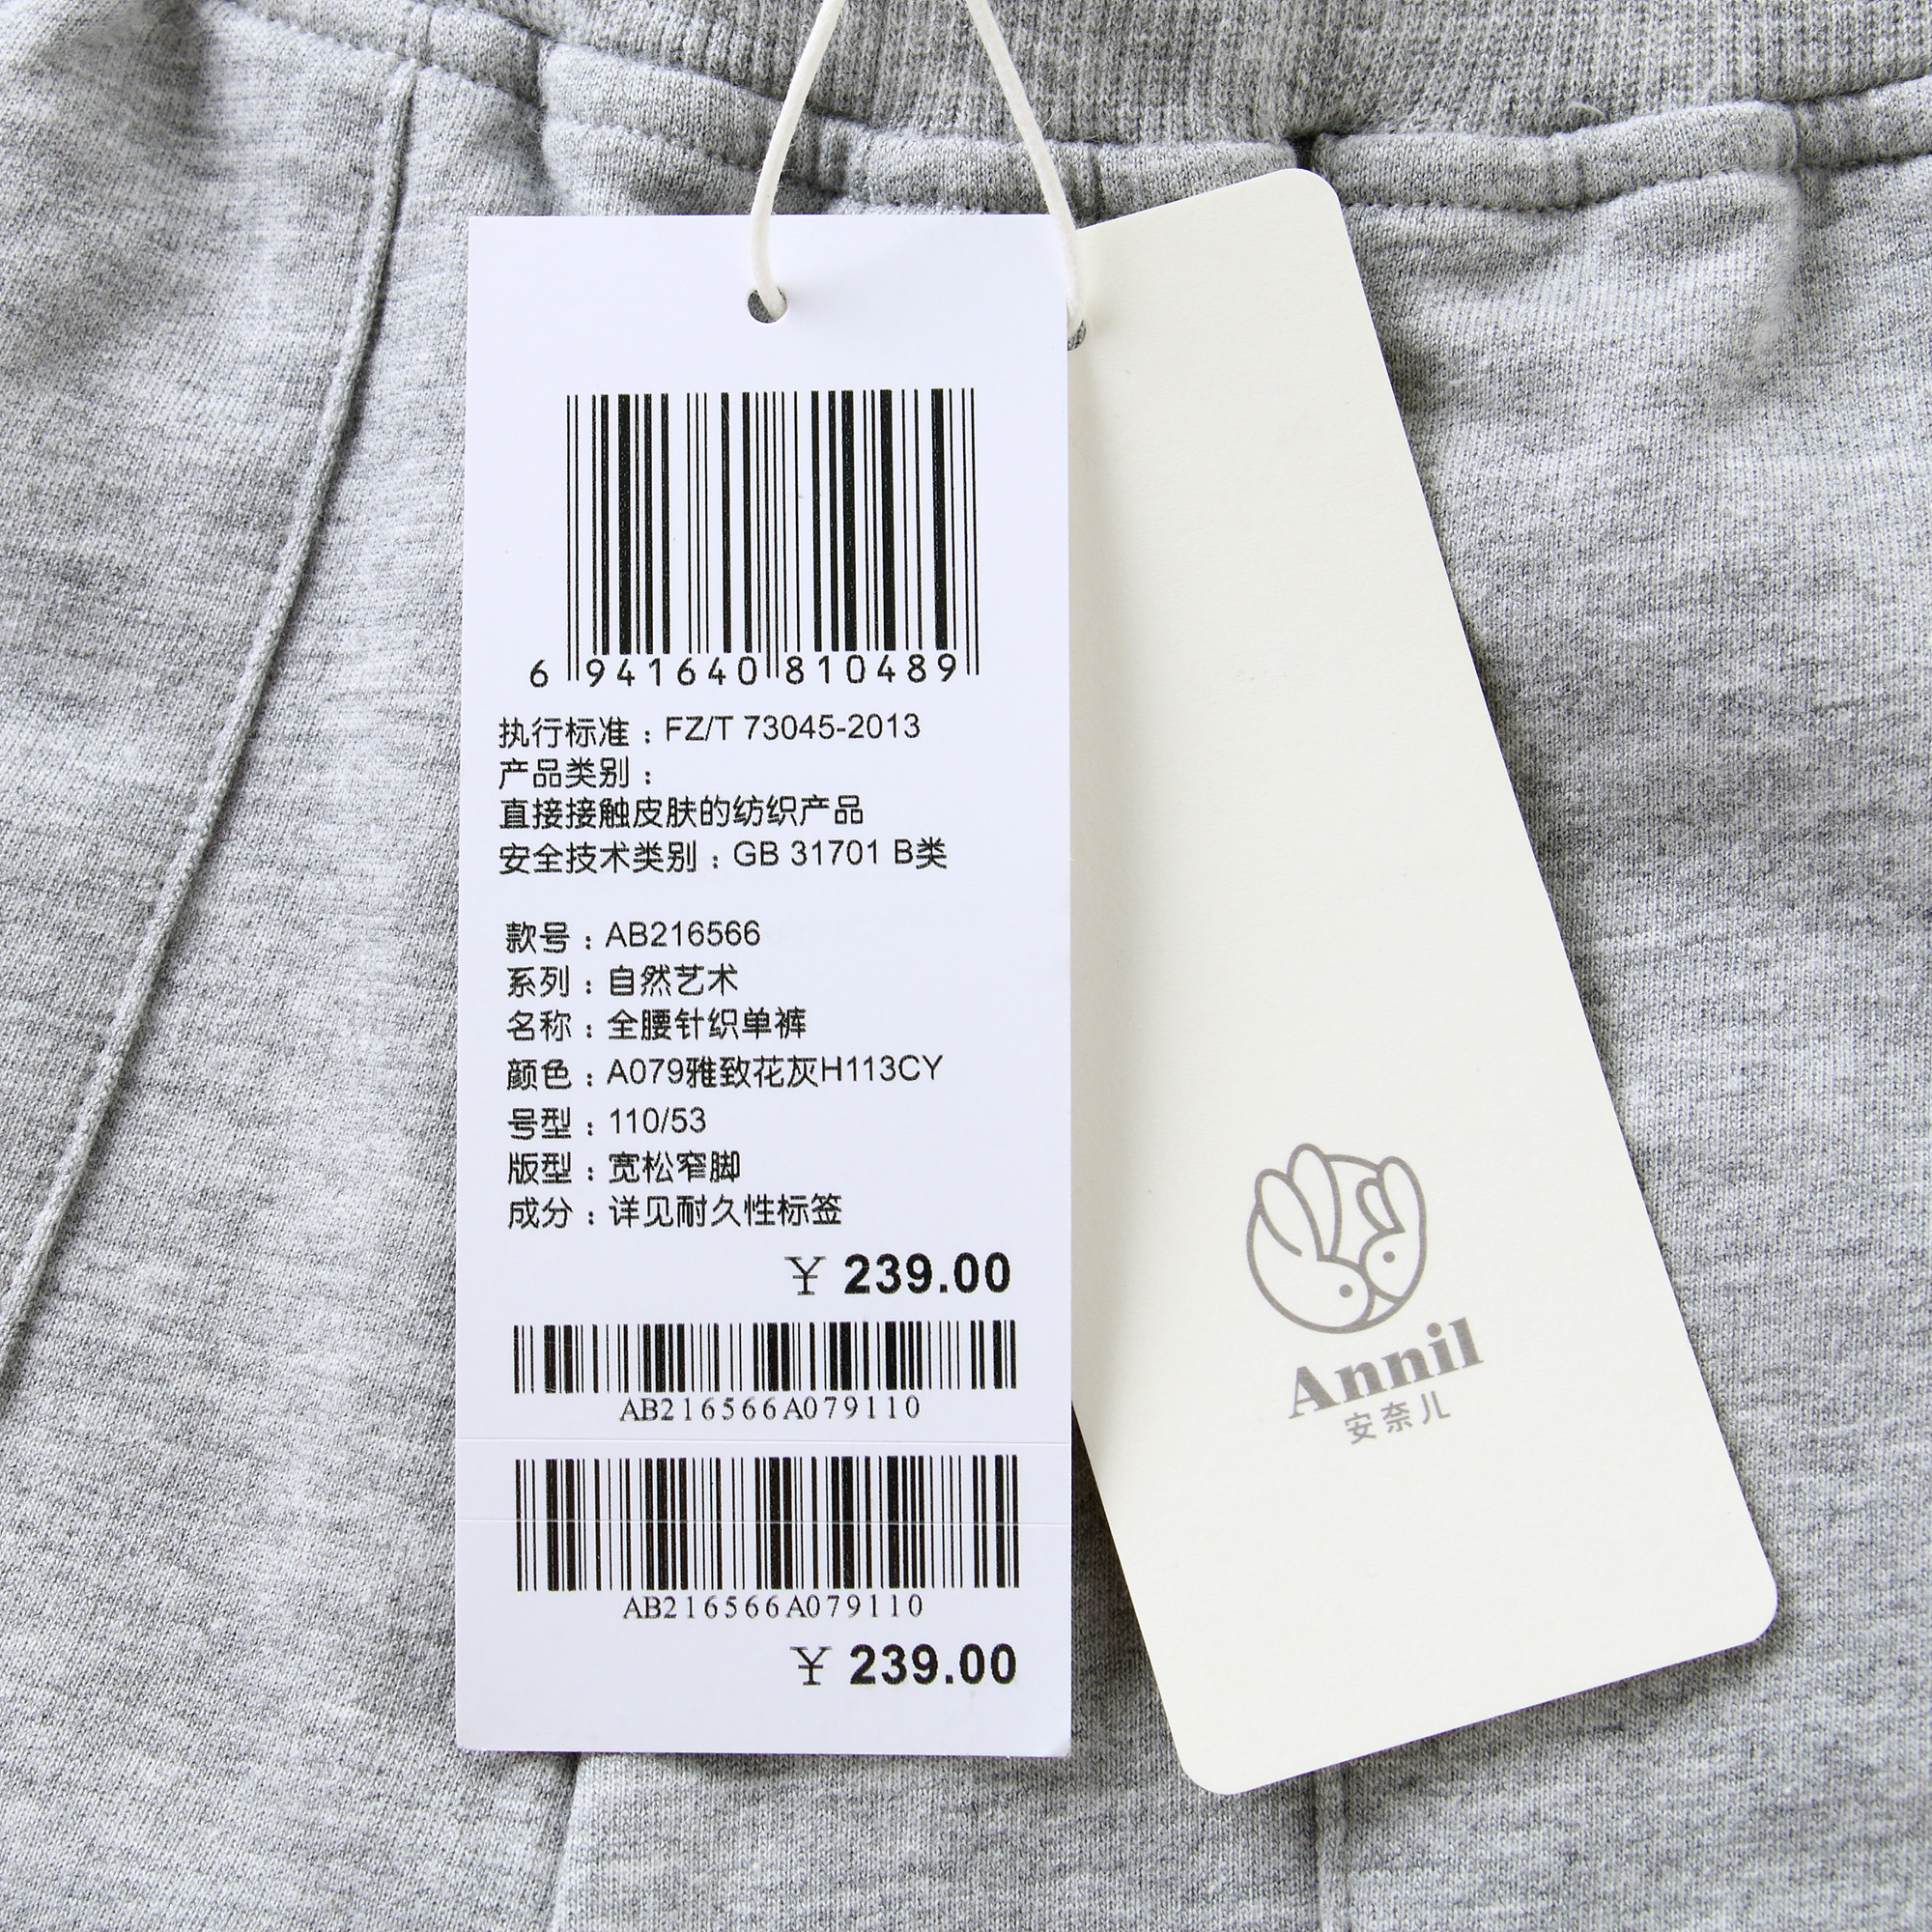 6 941640 810489
执行标准：FZ/T 73045-2013
产品类别：
直接接触皮肤的纺织产品
安全技术类别：GB 31701 B类
款号：AB216566
系列：自然艺术
名称：全腰针织单裤
颜色：A079雅致花灰H113CY
号型：110/53
版型：宽松窄脚
成分：详见耐久性标签
￥ 239.00
AB216566A079110
AB216566A079110
￥ 239.00
Annil
安奈儿